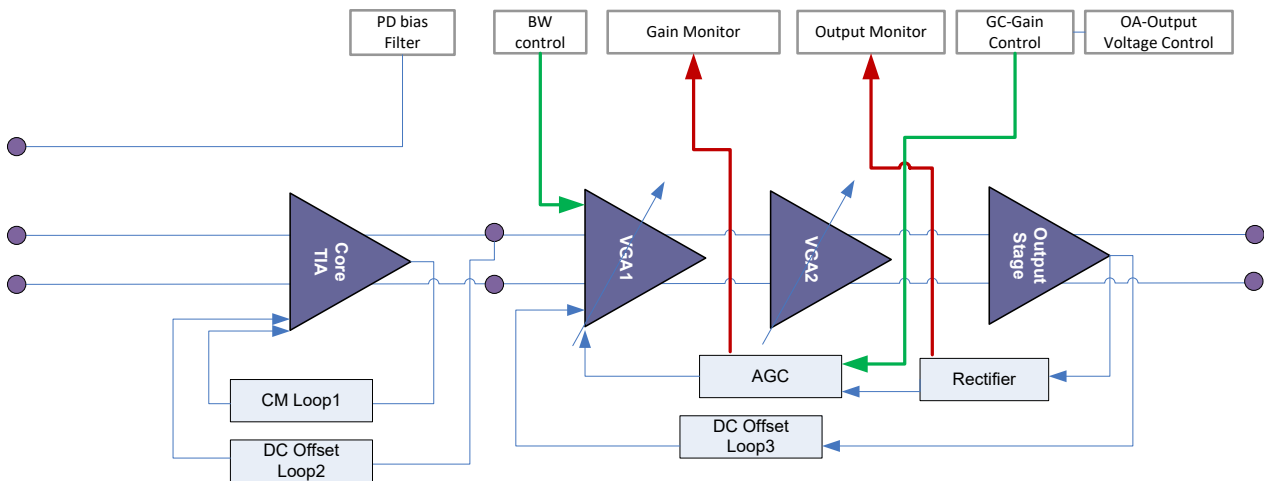 PD bias
Filter
BW
control
Gain Monitor
Output Monitor
GC-Gain
Control
OA-Output
Voltage Control
Core
TIA
VGA1
VGA2
Output
Stage
AGC
Rectifier
CM Loop1
DC Offset
Loop3
DC Offset
Loop2